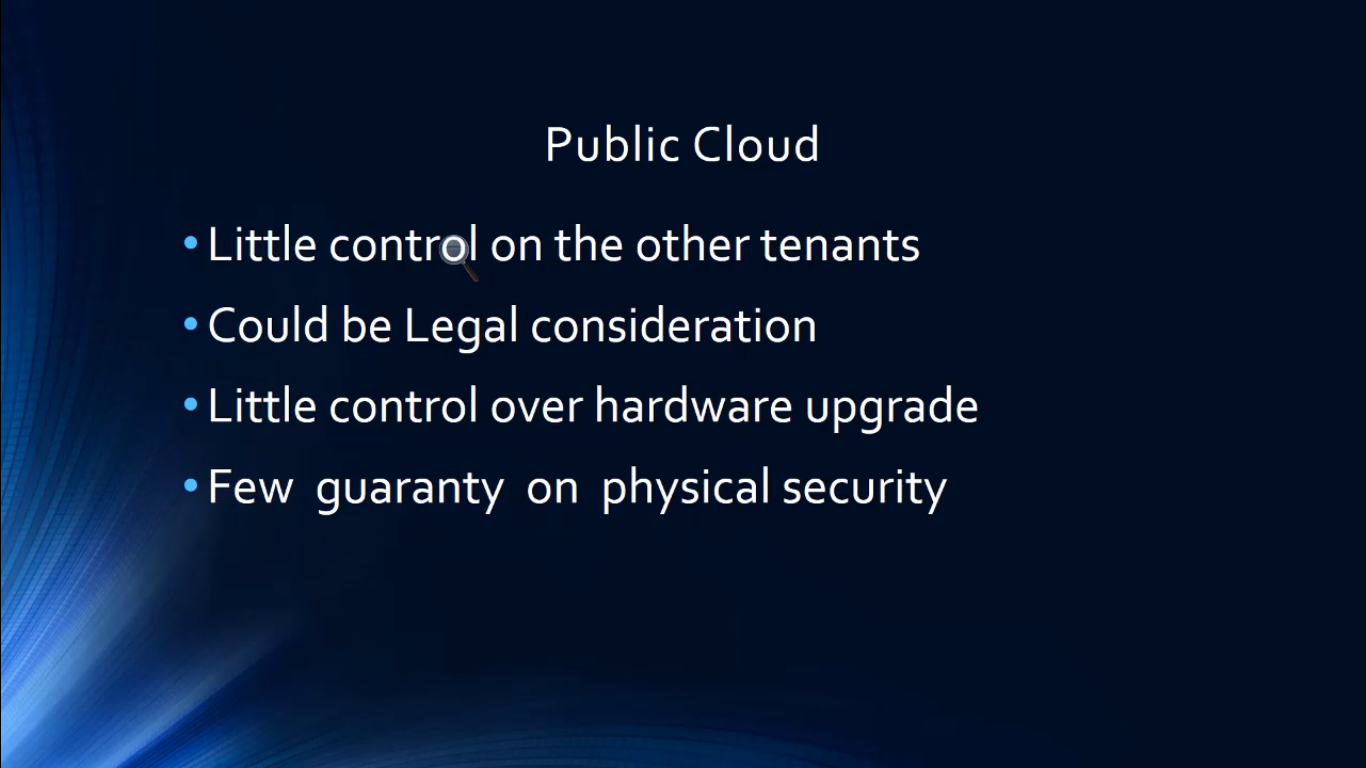 Public Cloud
• Little control on the other tenants
• Could be Legal consideration
• Little control over hardware upgrade
• Few guaranty on physical security